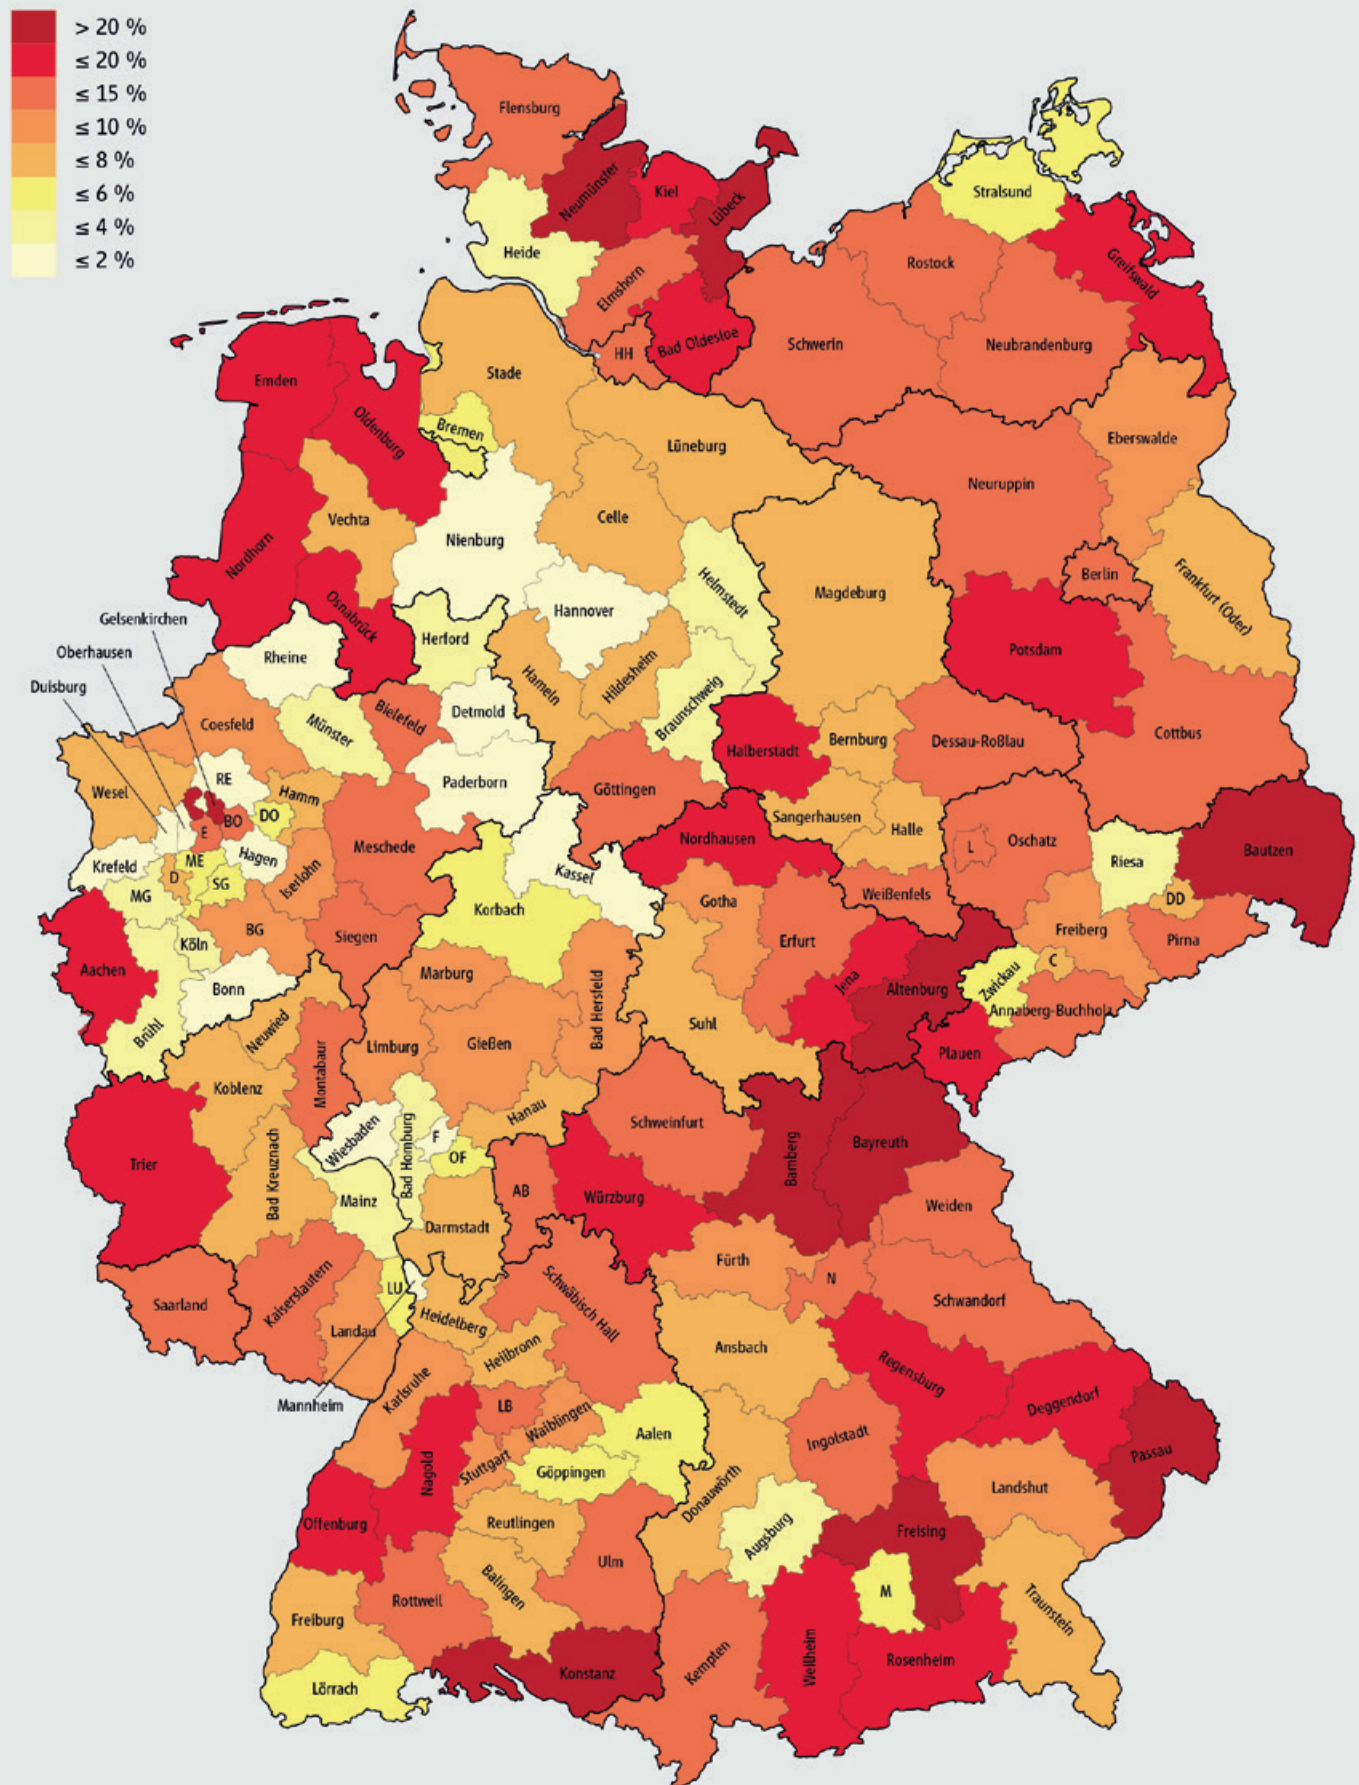 > 20 %
≤ 20 %
≤ 15 %
≤ 10 %
≤ 8 %
≤ 6 %
≤ 4 %
≤ 2 %
Flensburg
Neumünster
Kiel
Lübeck
Heide
Elmshorn
HH
Bad Oldesloe
Stralsund
Rostock
Greifswald
Schwerin
Neubrandenburg
Emden
Oldenburg
Stade
Bremen
Lüneburg
Eberswalde
Neuruppin
Vechta
Celle
Nordhorn
Nienburg
Helmstedt
Magdeburg
Berlin
Frankfurt (Oder)
Osnabrück
Hannover
Gelsenkirchen
Oberhausen
Duisburg
Herford
Rheine
Potsdam
Hameln
Hildesheim
Braunschweig
Coesfeld
Münster
Bielefeld
Detmold
Halberstadt
Bernburg
Dessau-Roßlau
Cottbus
Wesel
RE
Hamm
Paderborn
Göttingen
Sangerhausen
Halle
DO
BO
E
Meschede
Nordhausen
L
Oschatz
Riesa
Bautzen
Krefeld
ME
Hagen
D
SG
Iserlohn
MG
Kassel
Korbach
Gotha
Weißenfels
DD
Köln
BG
Siegen
Erfurt
Freiberg
Pirna
Aachen
Bonn
Marburg
Bad Hersfeld
Jena
Altenburg
Zwickau
C
Annaberg-Buchholz
Brühl
Neuwied
Limburg
Gießen
Suhl
Plauen
Koblenz
Montabaur
Hanau
Schweinfurt
Bamberg
Bayreuth
Trier
Bad Kreuznach
Wiesbaden
Bad Homburg
F
OF
Mainz
AB
Würzburg
Weiden
Darmstadt
Fürth
N
Schwandorf
Saarland
Kaiserslautern
LU
Landau
Heidelberg
Schwäbisch Hall
Heilbronn
Ansbach
Regensburg
Deggendorf
Mannheim
Karlsruhe
LB
Waiblingen
Aalen
Ingolstadt
Passau
Nagold
Stuttgart
Göppingen
Donauwörth
Landshut
Offenburg
Reutlingen
Augsburg
Freising
Ulm
Balingen
M
Traunstein
Freiburg
Rottweil
Lörrach
Konstanz
Kempten
Weilheim
Rosenheim